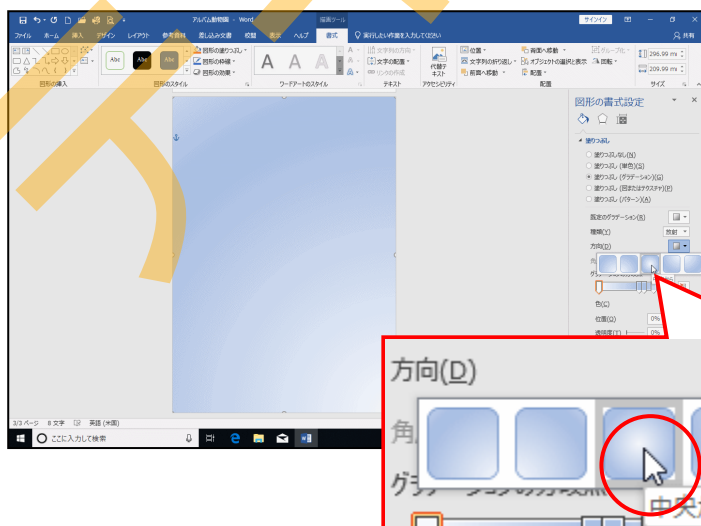 アルバム動物園 - Word
描画ツール
サインイン
ファイル ホーム 挿入 デザイン レイアウト 参考資料 差し込み文書 校閲 表示 ヘルプ 書式 実行したい作業を入力してください 共有
図形の塗りつぶし
図形の枠線
図形の効果
Abc Abc Abc
A A A
文字列の方向
文字の配置
リンクの作成
代替テキスト
位置
文字列の折り返し
前面へ移動
背面へ移動
オブジェクトの選択と表示
配置
グループ化
回転
296.99 mi
209.99 mi
図形の挿入 図形のスタイル ワードアートのスタイル テキスト アクセシビリティ 配置 サイズ
図形の書式設定
塗りつぶし
塗りつぶしなし(N)
塗りつぶし (単色)(S)
塗りつぶし (グラデーション)(G)
塗りつぶし (図またはテクスチャ)(P)
塗りつぶし (パターン)(A)
既定のグラデーション(R)
種類(Y) 放射
方向(D)
色(C)
位置(O) 0%
透明度(T) 0%
3/3 ページ 8 文字 英語 (米国)
ここに入力して検索
方向(D)
角
中央